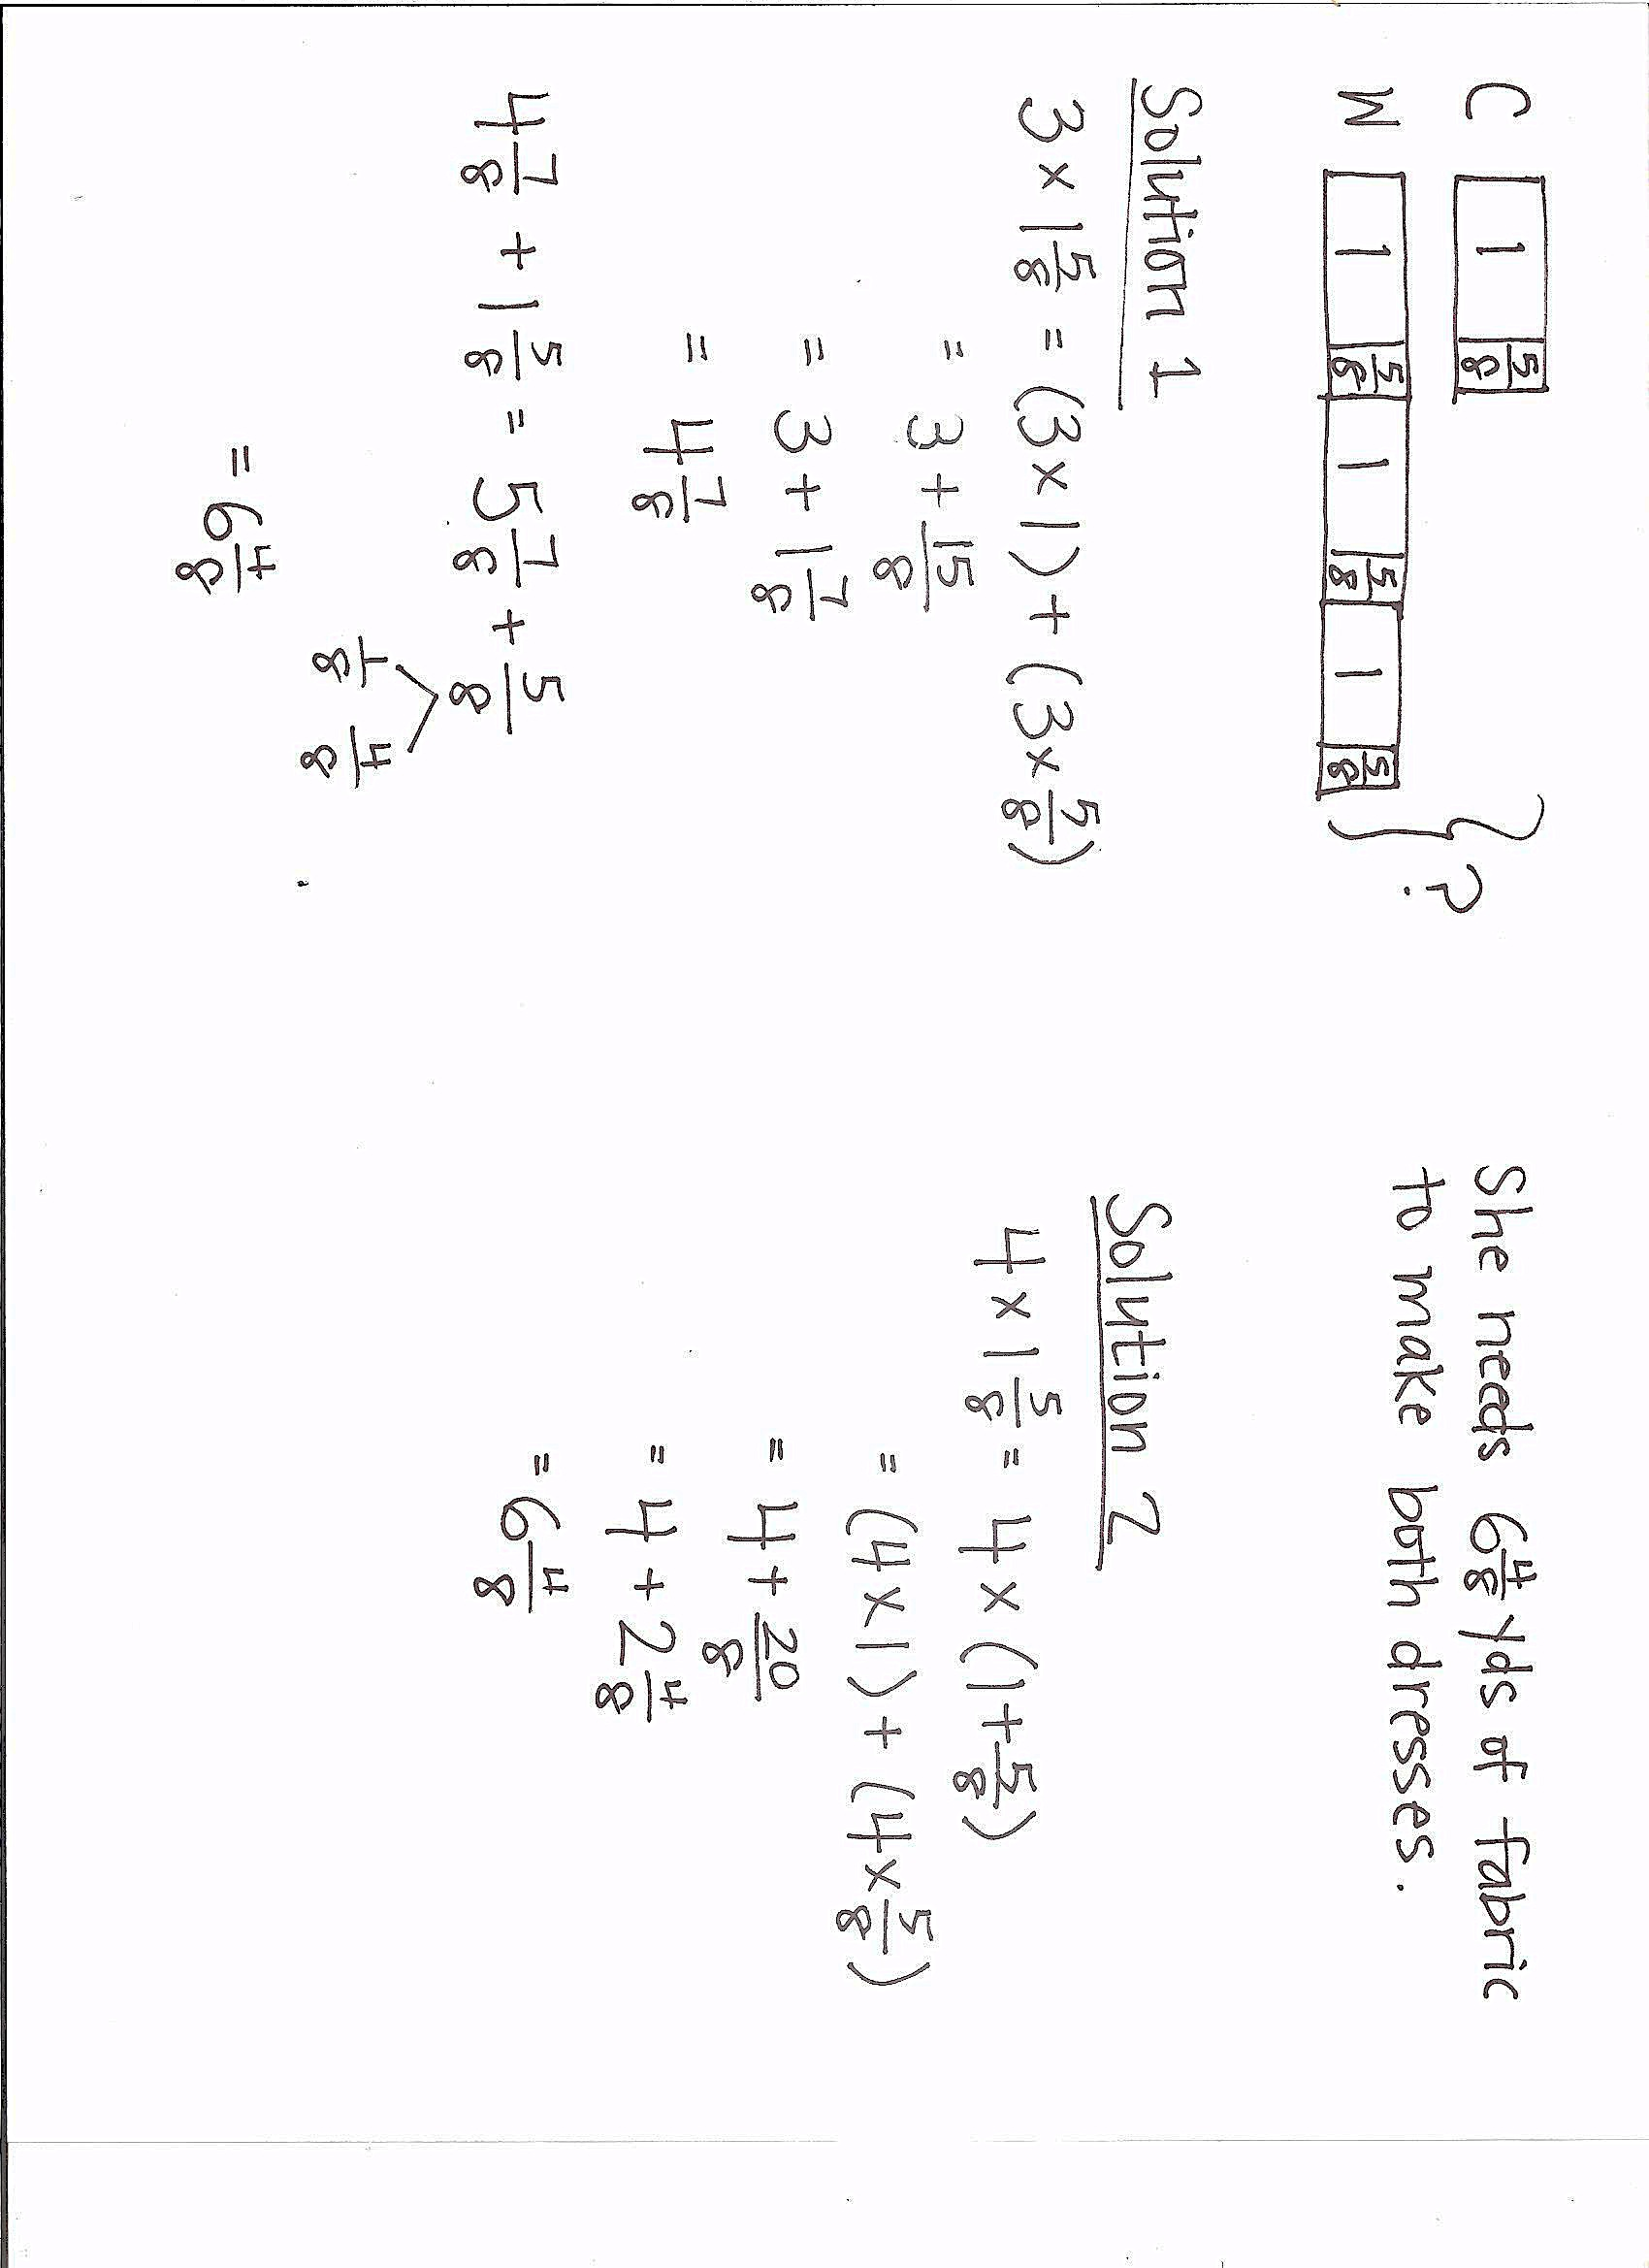 C 1 5/8
W 1 5/8 1 5/8 1 5/8 ?
Solution 1
3 × 1 5/8 = (3 × 1) + (3 × 5/8)
= 3 + 15/8
= 3 + 1 7/8
= 4 7/8
4 7/8 + 1 5/8 = 5 7/8 + 5/8
1/8 4/8
= 6 4/8
She needs 6 4/8 yds of fabric
to make both dresses.
Solution 2
4 × 1 5/8 = 4 × (1 + 5/8)
= (4 × 1) + (4 × 5/8)
= 4 + 20/8
= 4 + 2 4/8
= 6 4/8